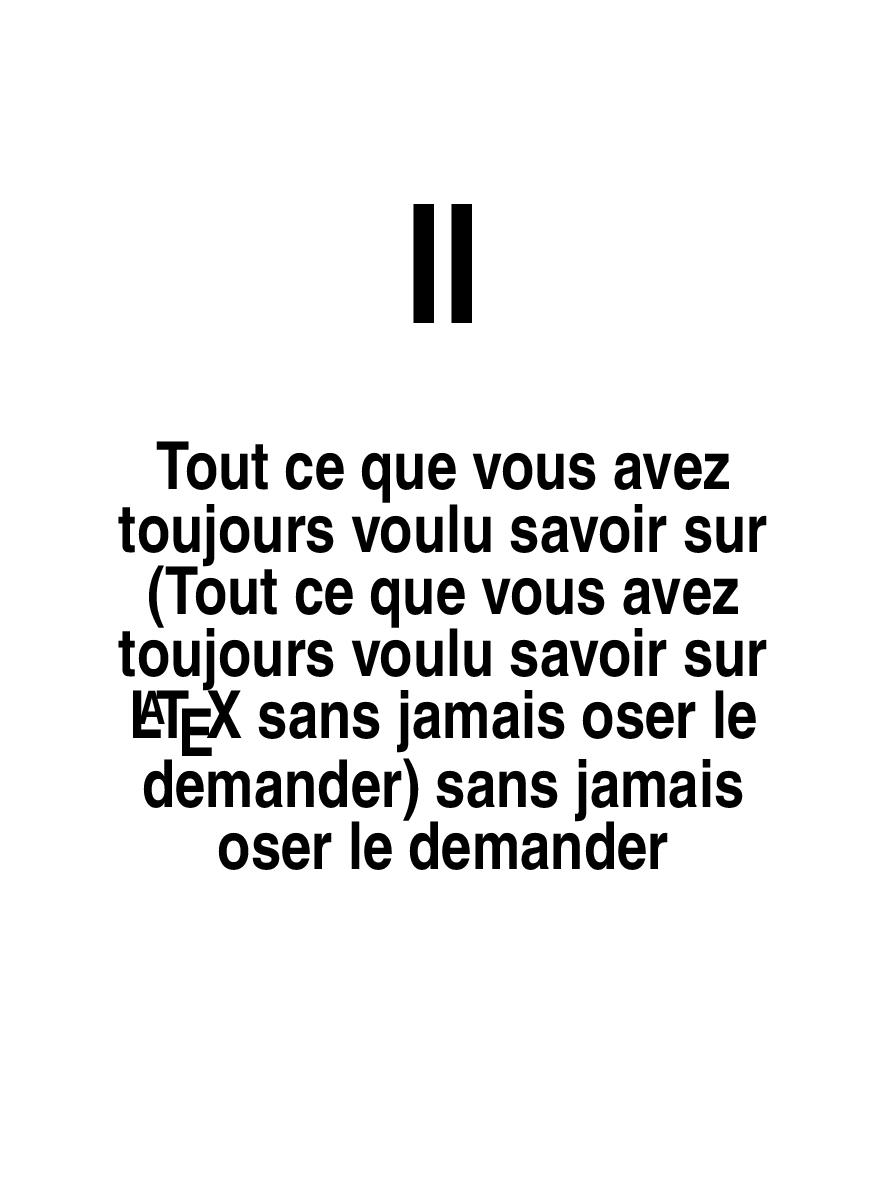 II
Tout ce que vous avez
toujours voulu savoir sur
(Tout ce que vous avez
toujours voulu savoir sur
LATEX sans jamais oser le
demander) sans jamais
oser le demander